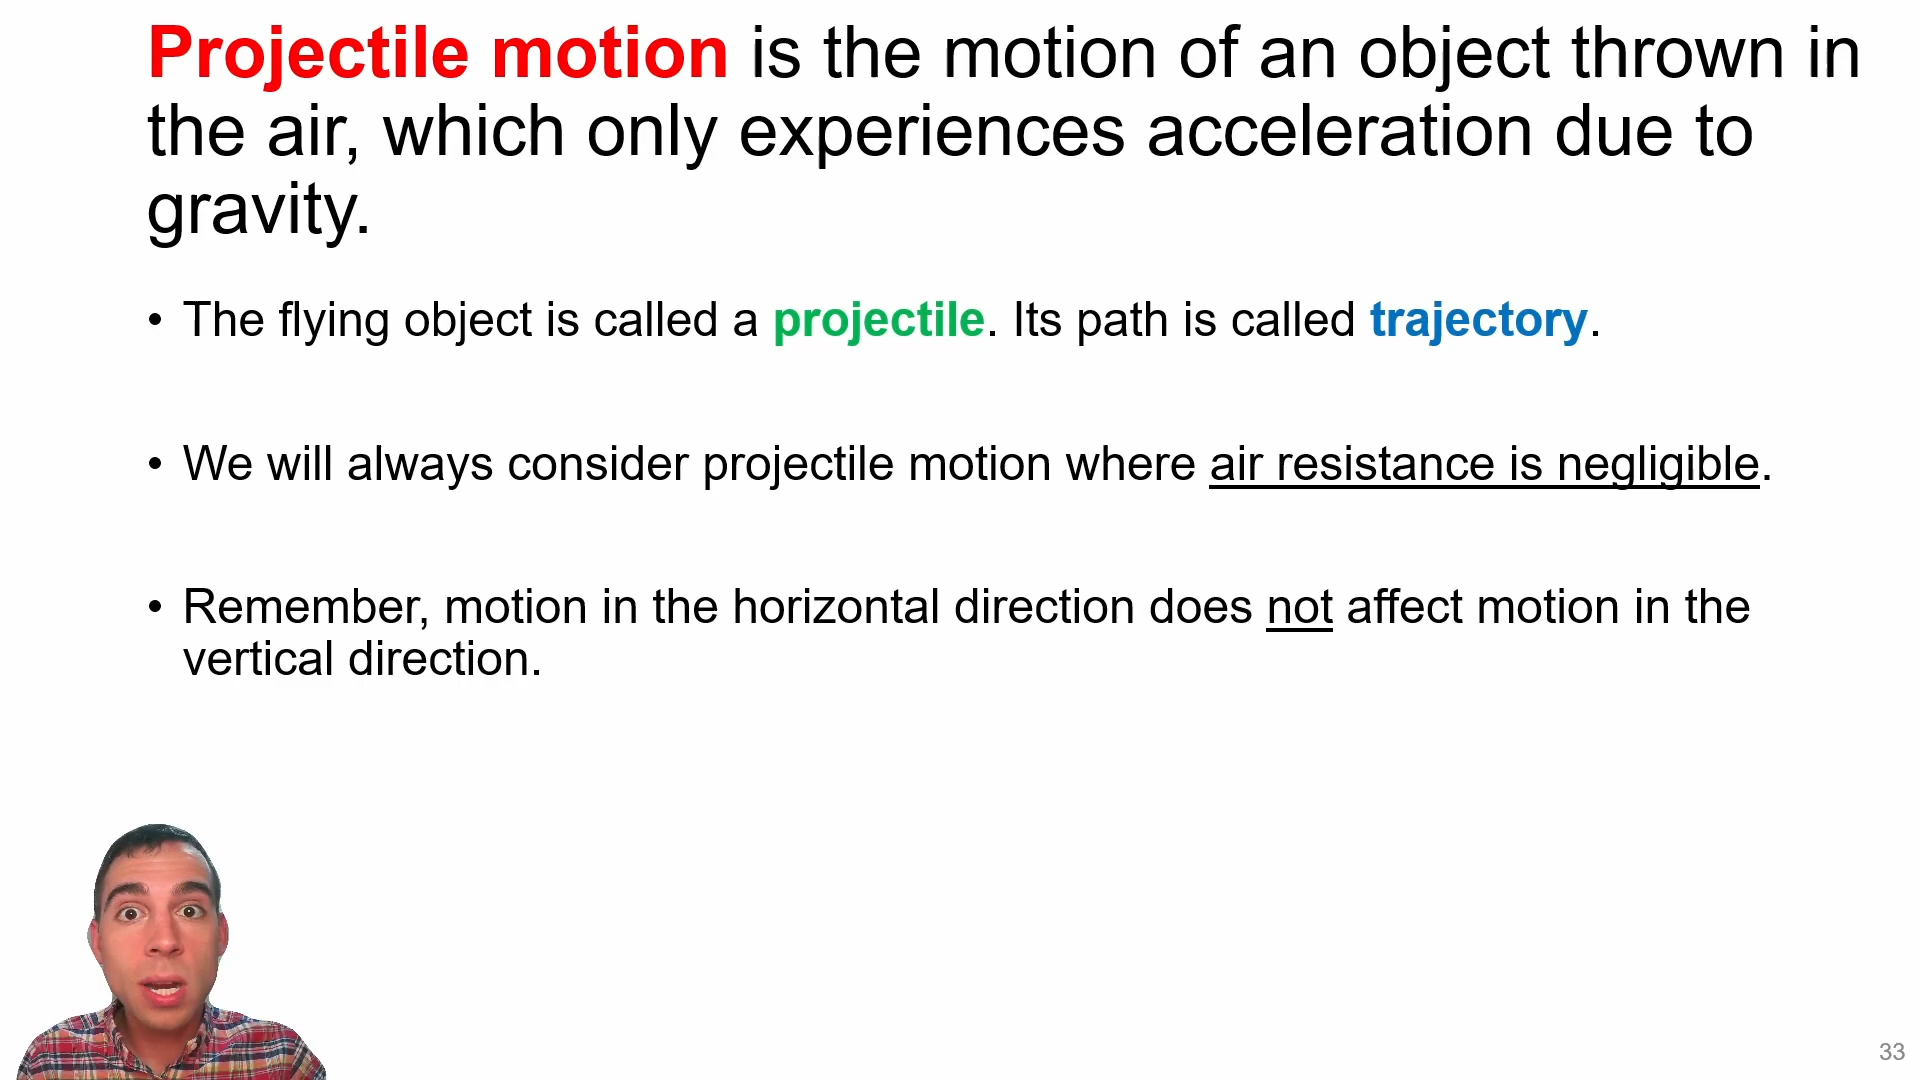 Projectile motion is the motion of an object thrown in
the air, which only experiences acceleration due to
gravity.
• The flying object is called a projectile. Its path is called trajectory.
• We will always consider projectile motion where air resistance is negligible.
• Remember, motion in the horizontal direction does not affect motion in the
vertical direction.
33